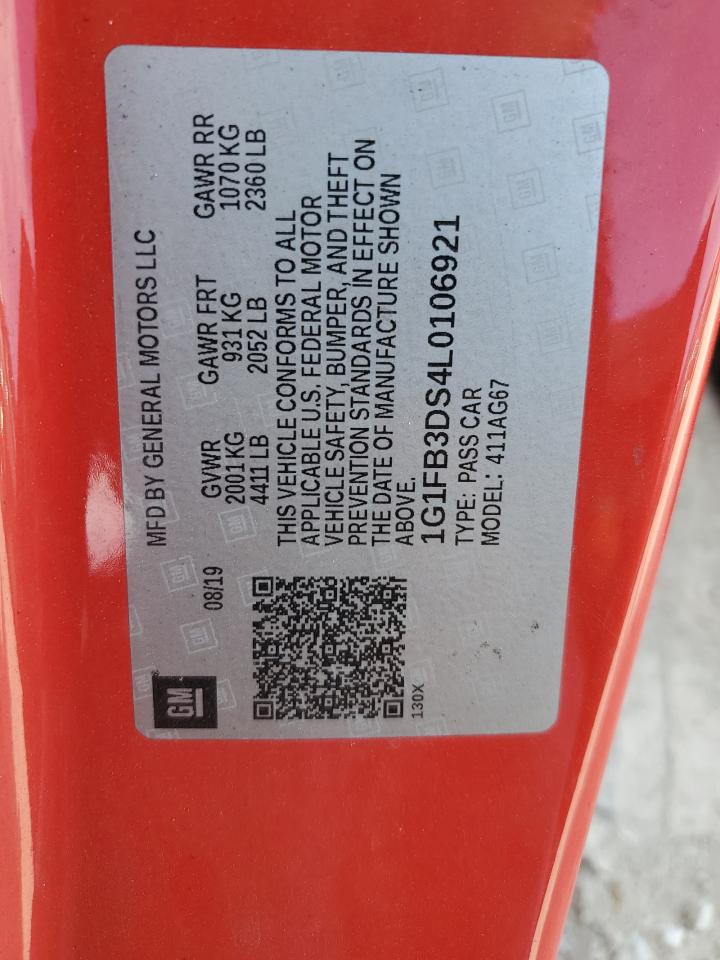 GM
MFD BY GENERAL MOTORS LLC
08/19
GVWR GAWR FRT GAWR RR
2001 KG 931 KG 1070 KG
4411 LB 2052 LB 2360 LB
THIS VEHICLE CONFORMS TO ALL
APPLICABLE U.S. FEDERAL MOTOR
VEHICLE SAFETY, BUMPER, AND THEFT
PREVENTION STANDARDS IN EFFECT ON
THE DATE OF MANUFACTURE SHOWN
ABOVE.
1G1FB3DS4L0106921
TYPE: PASS CAR
MODEL: 411AG67
130X